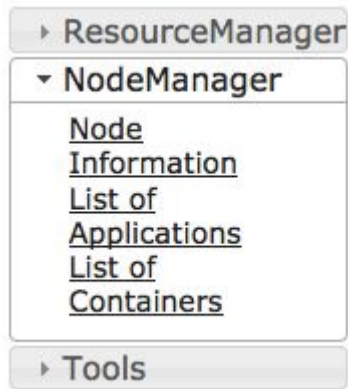 ResourceManager
NodeManager
Node
Information
List of
Applications
List of
Containers
Tools